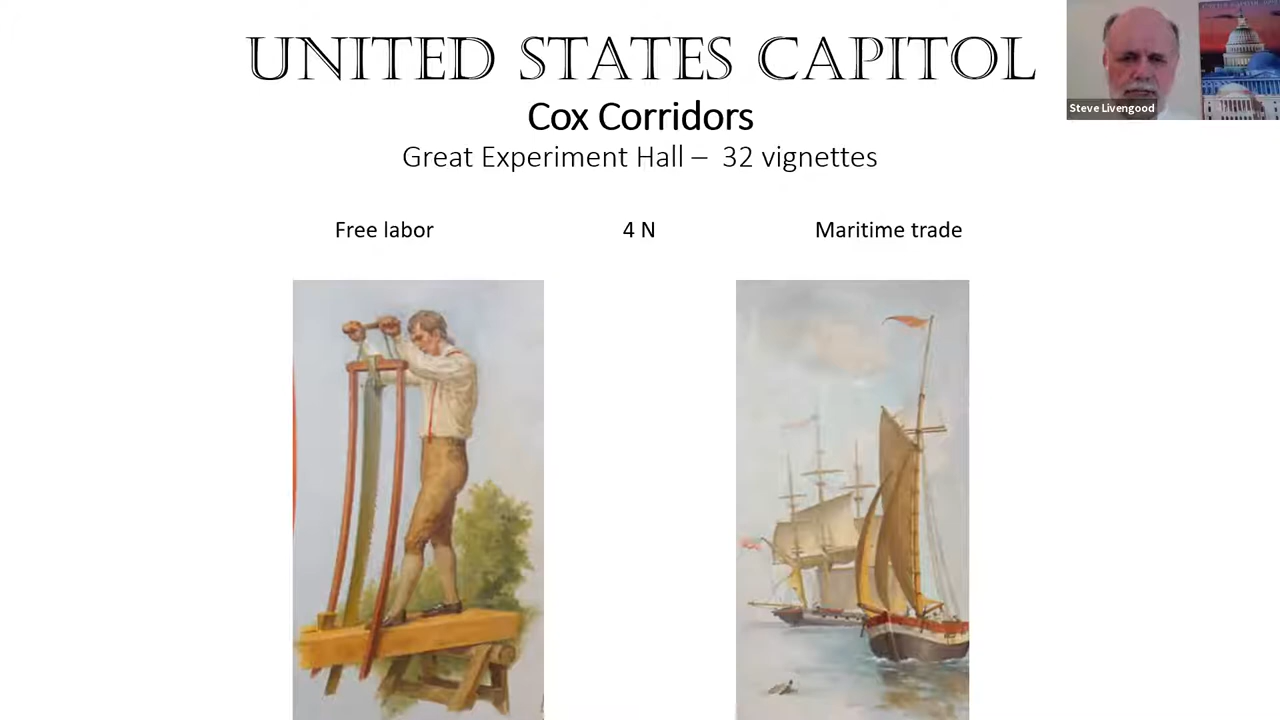 UNITED STATES CAPITOL
Steve Livengood
Cox Corridors
Great Experiment Hall – 32 vignettes
Free labor 4 N Maritime trade